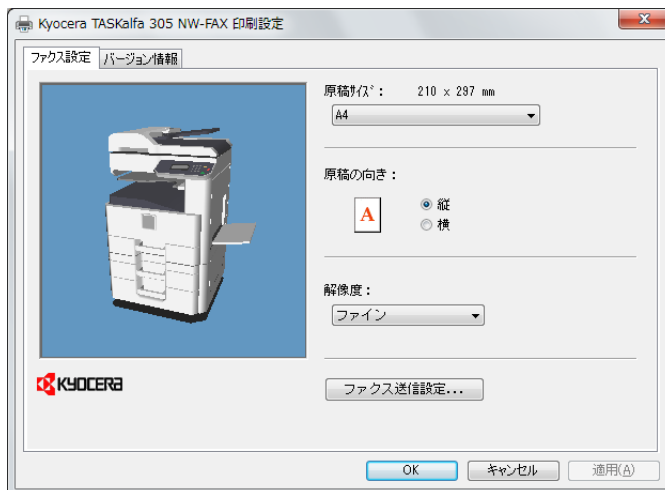 Kyocera TASKalfa 305 NW-FAX 印刷設定
ファクス設定 バージョン情報
原稿ｻｲｽﾞ: 210 x 297 mm
A4
原稿の向き:
A
縦
横
解像度:
ファイン
KYOCERA
ファクス送信設定...
OK キャンセル 適用(A)